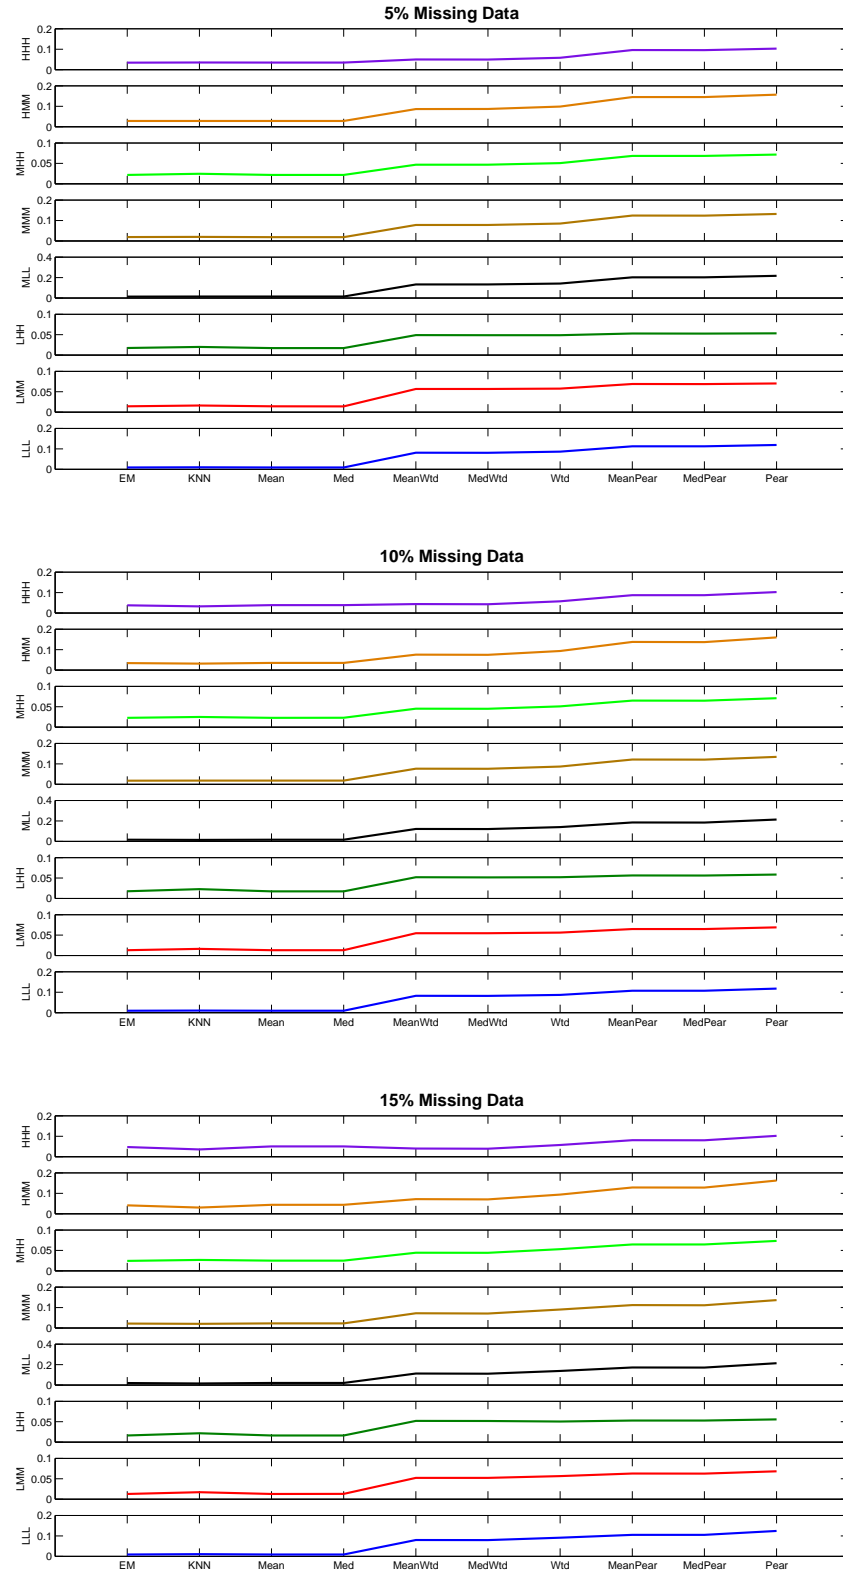 5% Missing Data
0.2
0.1
0
HHH
0.2
0.1
0
HMM
0.1
0.05
0
MHH
0.2
0.1
0
MMM
0.4
0.2
0
MLL
0.1
0.05
0
LHH
0.1
0.05
0
LMM
0.2
0.1
0
LLL
EM KNN Mean Med MeanWtd MedWtd Wtd MeanPear MedPear Pear
10% Missing Data
0.2
0.1
0
HHH
0.2
0.1
0
HMM
0.1
0.05
0
MHH
0.2
0.1
0
MMM
0.4
0.2
0
MLL
0.1
0.05
0
LHH
0.1
0.05
0
LMM
0.2
0.1
0
LLL
EM KNN Mean Med MeanWtd MedWtd Wtd MeanPear MedPear Pear
15% Missing Data
0.2
0.1
0
HHH
0.2
0.1
0
HMM
0.1
0.05
0
MHH
0.2
0.1
0
MMM
0.4
0.2
0
MLL
0.1
0.05
0
LHH
0.1
0.05
0
LMM
0.2
0.1
0
LLL
EM KNN Mean Med MeanWtd MedWtd Wtd MeanPear MedPear Pear